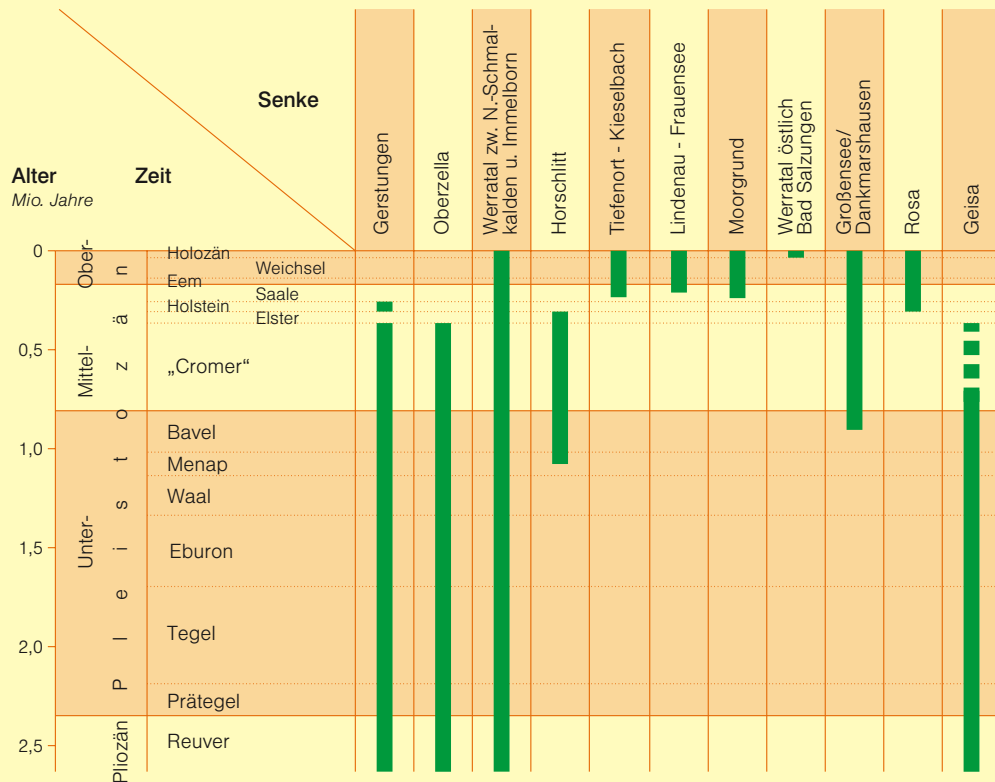 Senke
Alter
Mio. Jahre
Zeit
Gerstungen
Oberzella
Werratal zw. N.-Schmal-
kalden u. Immelborn
Horschlitt
Tiefenort - Kieselbach
Lindenau - Frauensee
Moorgrund
Werratal östlich
Bad Salzungen
Großensee/
Dankmarshausen
Rosa
Geisa
0
0,5
1,0
1,5
2,0
2,5
Ober-
Mittel-
Unter-
Pleistozän
Pliozän
Holozän
Weichsel
Eem
Saale
Holstein
Elster
„Cromer“
Bavel
Menap
Waal
Eburon
Tegel
Prätegel
Reuver